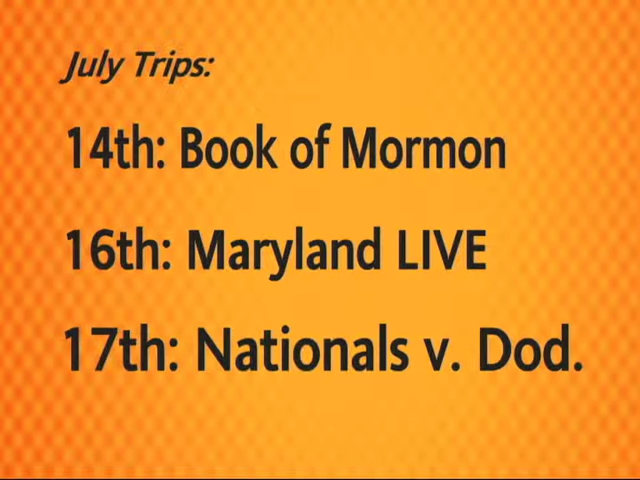 July Trips:
14th: Book of Mormon
16th: Maryland LIVE
17th: Nationals v. Dod.